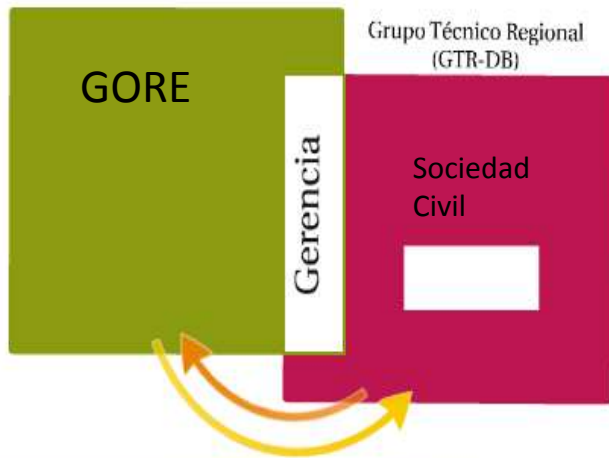 GORE
Grupo Técnico Regional
(GTR-DB)
Gerencia
Sociedad
Civil